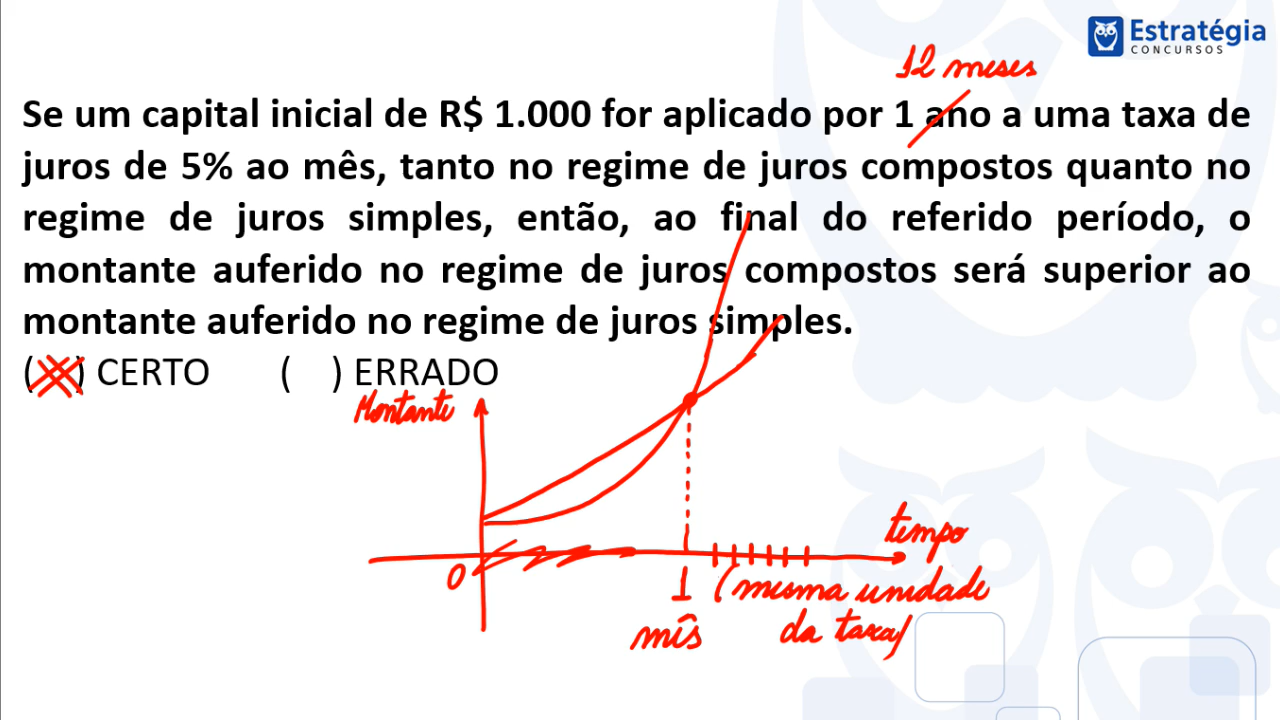 Estratégia
CONCURSOS
12 meses
Se um capital inicial de R$ 1.000 for aplicado por 1 ano a uma taxa de
juros de 5% ao mês, tanto no regime de juros compostos quanto no
regime de juros simples, então, ao final do referido período, o
montante auferido no regime de juros compostos será superior ao
montante auferido no regime de juros simples.
( ) CERTO ( ) ERRADO
Montante
tempo
0
1 (mesma unidade
mês da taxa)